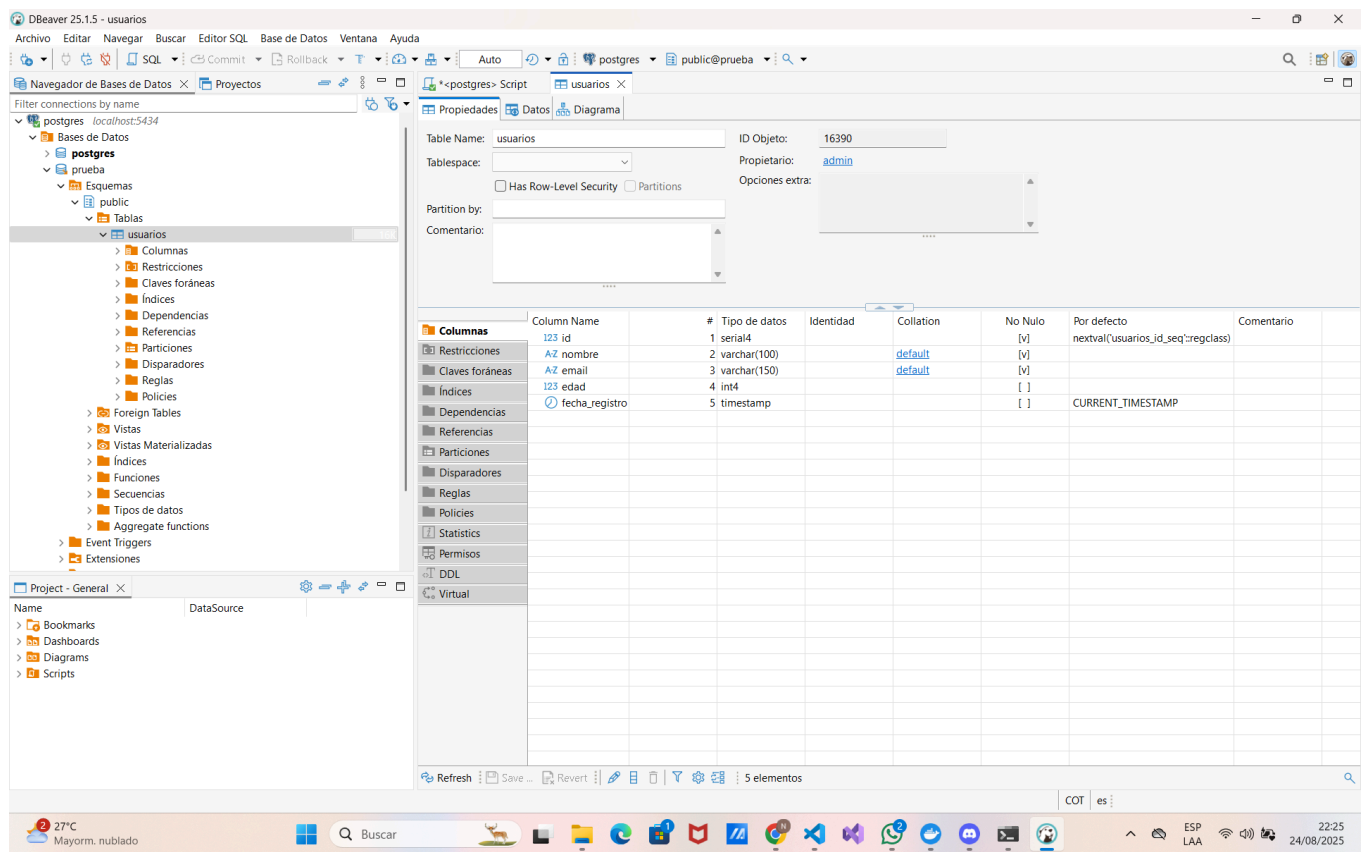 DBeaver 25.1.5 - usuarios
Archivo Editar Navegar Buscar Editor SQL Base de Datos Ventana Ayuda
SQL Commit Rollback T Auto postgres public@prueba
Navegador de Bases de Datos Proyectos
Filter connections by name
postgres localhost:5434
Bases de Datos
postgres
prueba
Esquemas
public
Tablas
usuarios
Columnas
Restricciones
Claves foráneas
Índices
Dependencias
Referencias
Particiones
Disparadores
Reglas
Policies
Foreign Tables
Vistas
Vistas Materializadas
Índices
Funciones
Secuencias
Tipos de datos
Aggregate functions
Event Triggers
Extensiones
Project - General
Name DataSource
Bookmarks
Dashboards
Diagrams
Scripts
*<postgres> Script usuarios
Propiedades Datos Diagrama
Table Name: usuarios ID Objeto: 16390
Tablespace: Propietario: admin
Has Row-Level Security Partitions Opciones extra:
Partition by:
Comentario:
Columnas
Restricciones
Claves foráneas
Índices
Dependencias
Referencias
Particiones
Disparadores
Reglas
Policies
Statistics
Permisos
DDL
Virtual
Column Name # Tipo de datos Identidad Collation No Nulo Por defecto Comentario
123 id 1 serial4 [v] nextval('usuarios_id_seq'::regclass)
A-Z nombre 2 varchar(100) default [v]
A-Z email 3 varchar(150) default [v]
123 edad 4 int4 [ ]
fecha_registro 5 timestamp [ ] CURRENT_TIMESTAMP
Refresh Save ... Revert 5 elementos
COT es
2 27°C
Mayorm. nublado
Buscar
1
2
ESP
LAA
22:25
24/08/2025